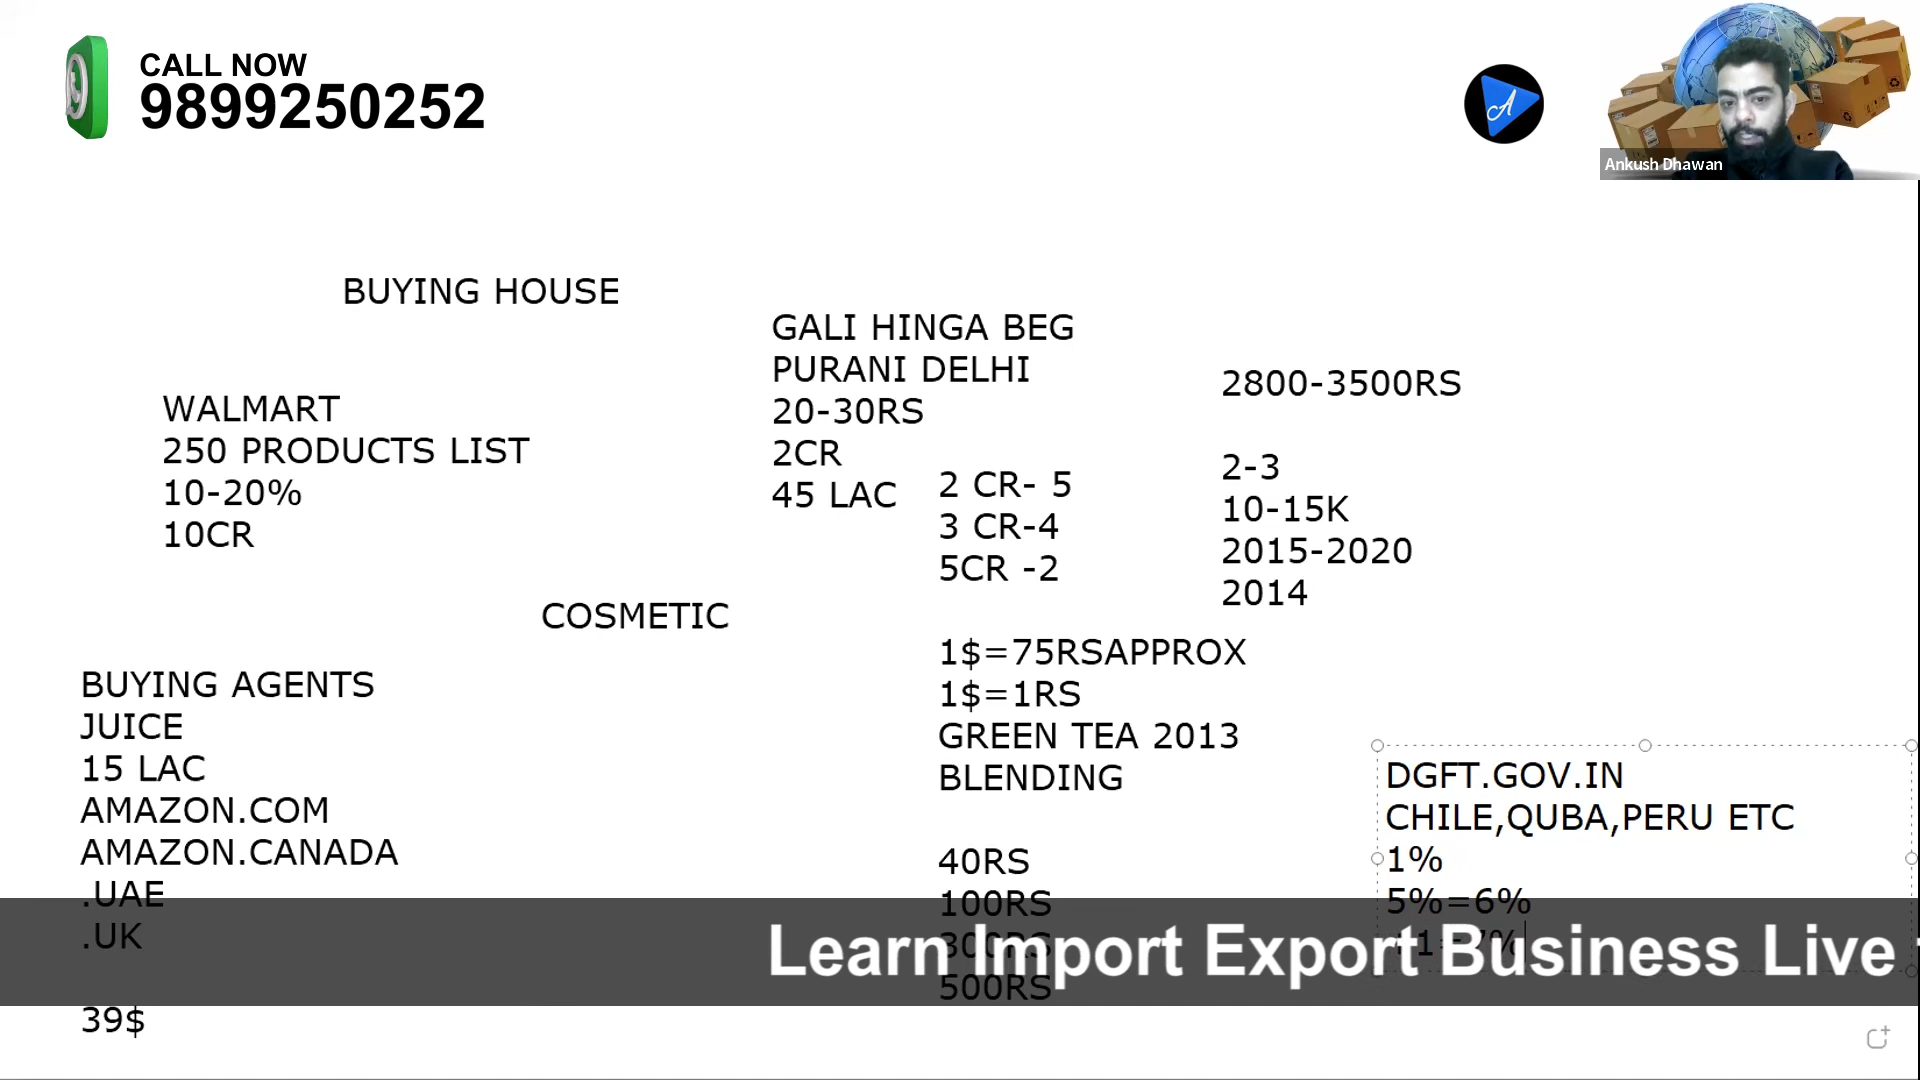 CALL NOW
9899250252
A
Ankush Dhawan
BUYING HOUSE
WALMART
250 PRODUCTS LIST
10-20%
10CR
GALI HINGA BEG
PURANI DELHI
20-30RS
2CR
45 LAC
2 CR- 5
3 CR-4
5CR -2
2800-3500RS
2-3
10-15K
2015-2020
2014
COSMETIC
BUYING AGENTS
JUICE
15 LAC
AMAZON.COM
AMAZON.CANADA
.UAE
.UK
39$
1$=75RSAPPROX
1$=1RS
GREEN TEA 2013
BLENDING
40RS
100RS
300RS
500RS
DGFT.GOV.IN
CHILE,QUBA,PERU ETC
1%
5%=6%
Learn Import Export Business Live